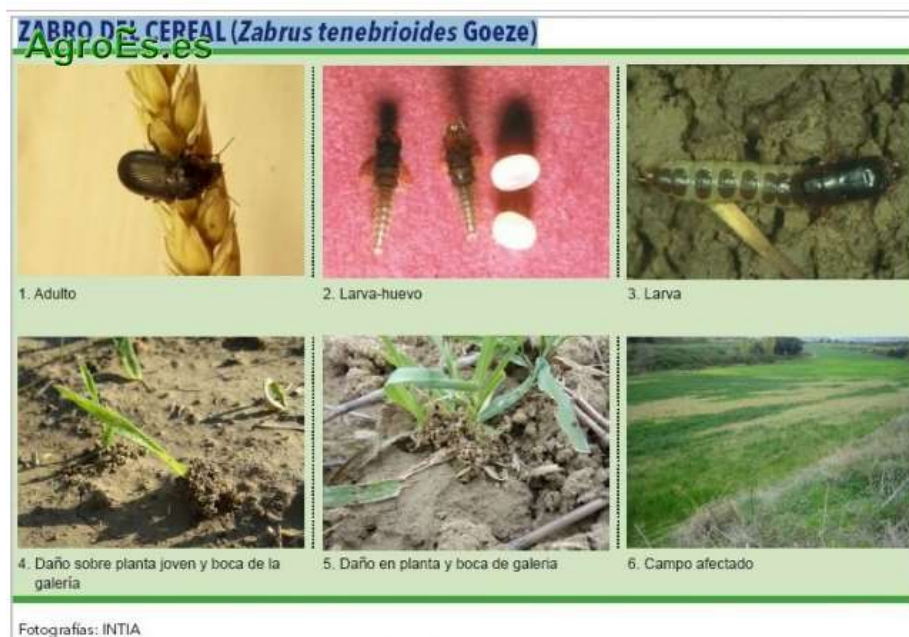 ZABRO DEL CEREAL (Zabrus tenebrioides Goeze)
AgroEs.es
1. Adulto
2. Larva-huevo
3. Larva
4. Daño sobre planta joven y boca de la
galería
5. Daño en planta y boca de galeria
6. Campo afectado
Fotografías: INTIA